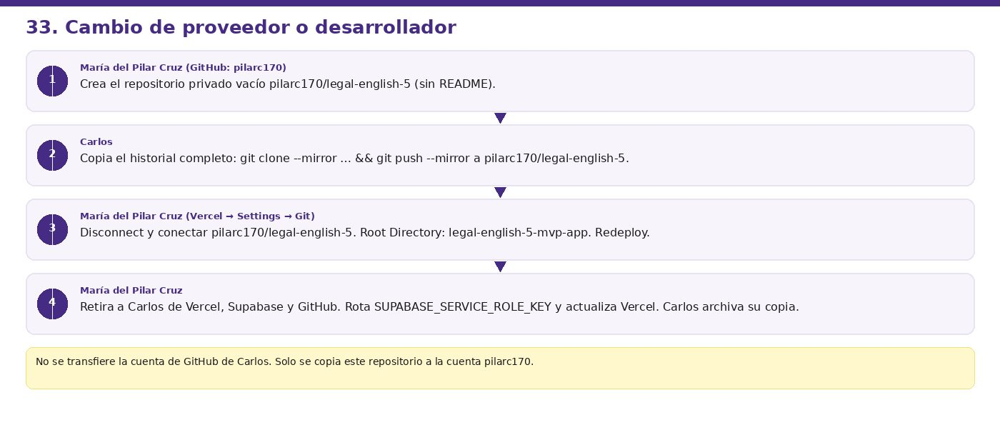 33. Cambio de proveedor o desarrollador
1
María del Pilar Cruz (GitHub: pilarc170)
Crea el repositorio privado vacío pilarc170/legal-english-5 (sin README).
2
Carlos
Copia el historial completo: git clone --mirror ... && git push --mirror a pilarc170/legal-english-5.
3
María del Pilar Cruz (Vercel → Settings → Git)
Disconnect y conectar pilarc170/legal-english-5. Root Directory: legal-english-5-mvp-app. Redeploy.
4
María del Pilar Cruz
Retira a Carlos de Vercel, Supabase y GitHub. Rota SUPABASE_SERVICE_ROLE_KEY y actualiza Vercel. Carlos archiva su copia.
No se transfiere la cuenta de GitHub de Carlos. Solo se copia este repositorio a la cuenta pilarc170.